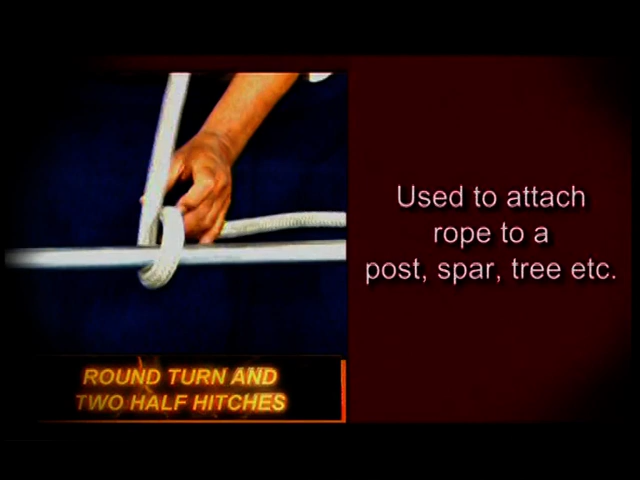 Used to attach
rope to a
post, spar, tree etc.
ROUND TURN AND
TWO HALF HITCHES